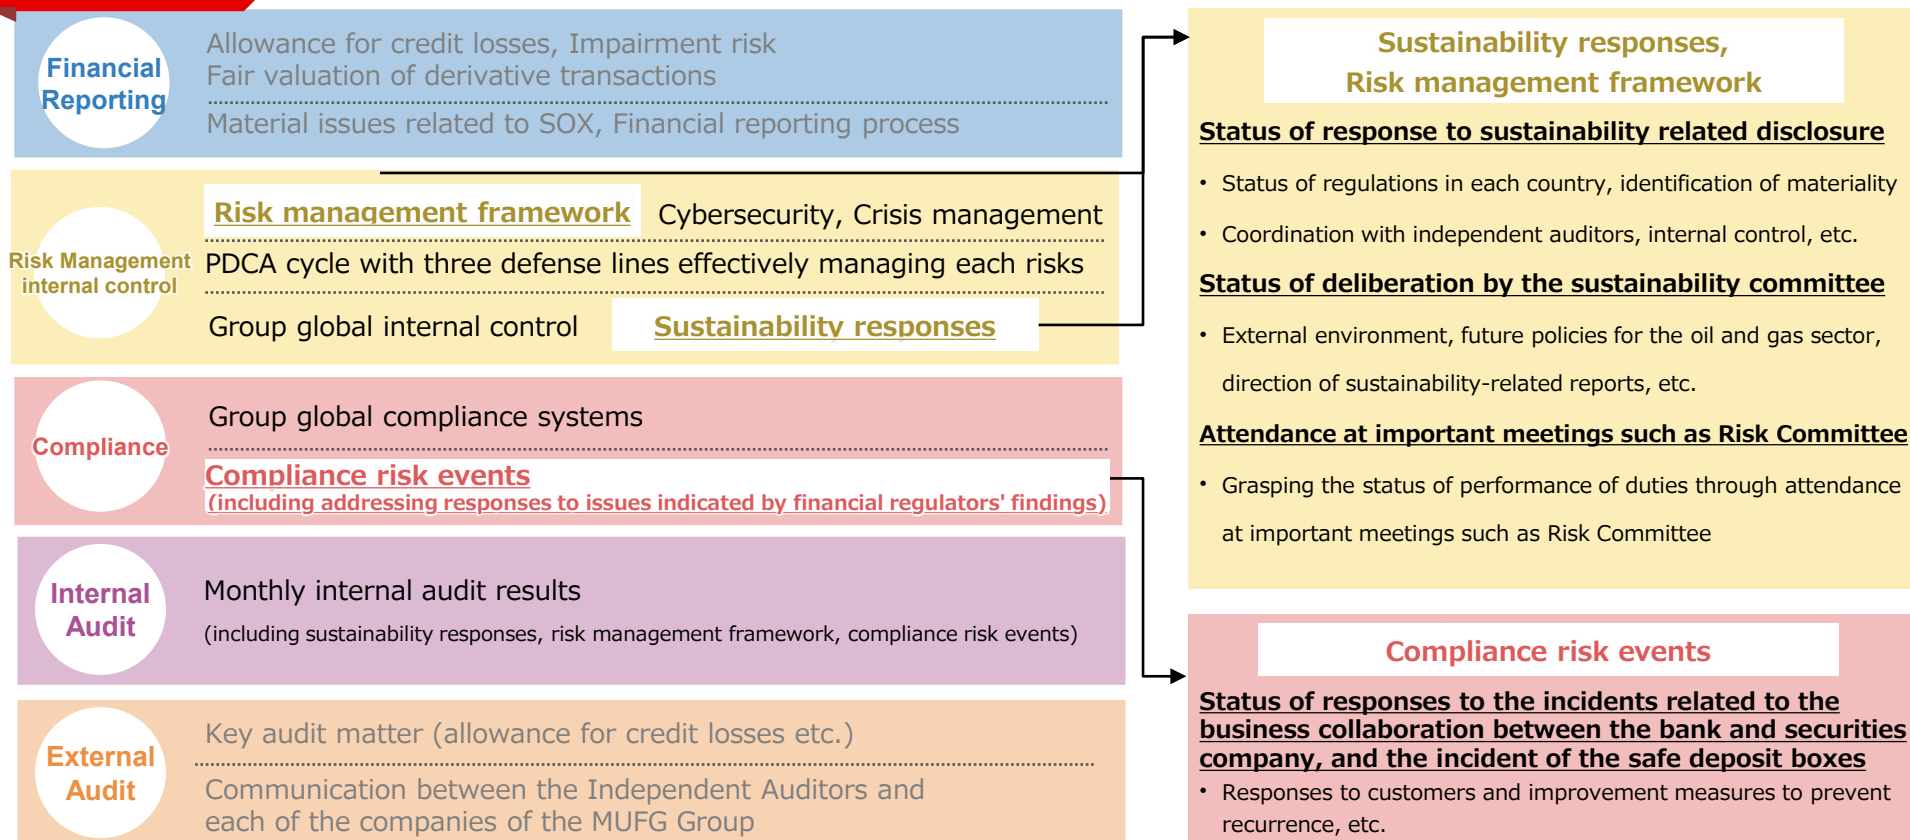 Financial
Reporting
Allowance for credit losses, Impairment risk
Fair valuation of derivative transactions
Material issues related to SOX, Financial reporting process
Risk Management
internal control
Risk management framework
Cybersecurity, Crisis management
PDCA cycle with three defense lines effectively managing each risks
Group global internal control
Sustainability responses
Compliance
Group global compliance systems
Compliance risk events
(including addressing responses to issues indicated by financial regulators' findings)
Internal
Audit
Monthly internal audit results
(including sustainability responses, risk management framework, compliance risk events)
External
Audit
Key audit matter (allowance for credit losses etc.)
Communication between the Independent Auditors and
each of the companies of the MUFG Group
Sustainability responses,
Risk management framework
Status of response to sustainability related disclosure
• Status of regulations in each country, identification of materiality
• Coordination with independent auditors, internal control, etc.
Status of deliberation by the sustainability committee
• External environment, future policies for the oil and gas sector,
direction of sustainability-related reports, etc.
Attendance at important meetings such as Risk Committee
• Grasping the status of performance of duties through attendance
at important meetings such as Risk Committee
Compliance risk events
Status of responses to the incidents related to the
business collaboration between the bank and securities
company, and the incident of the safe deposit boxes
• Responses to customers and improvement measures to prevent
recurrence, etc.